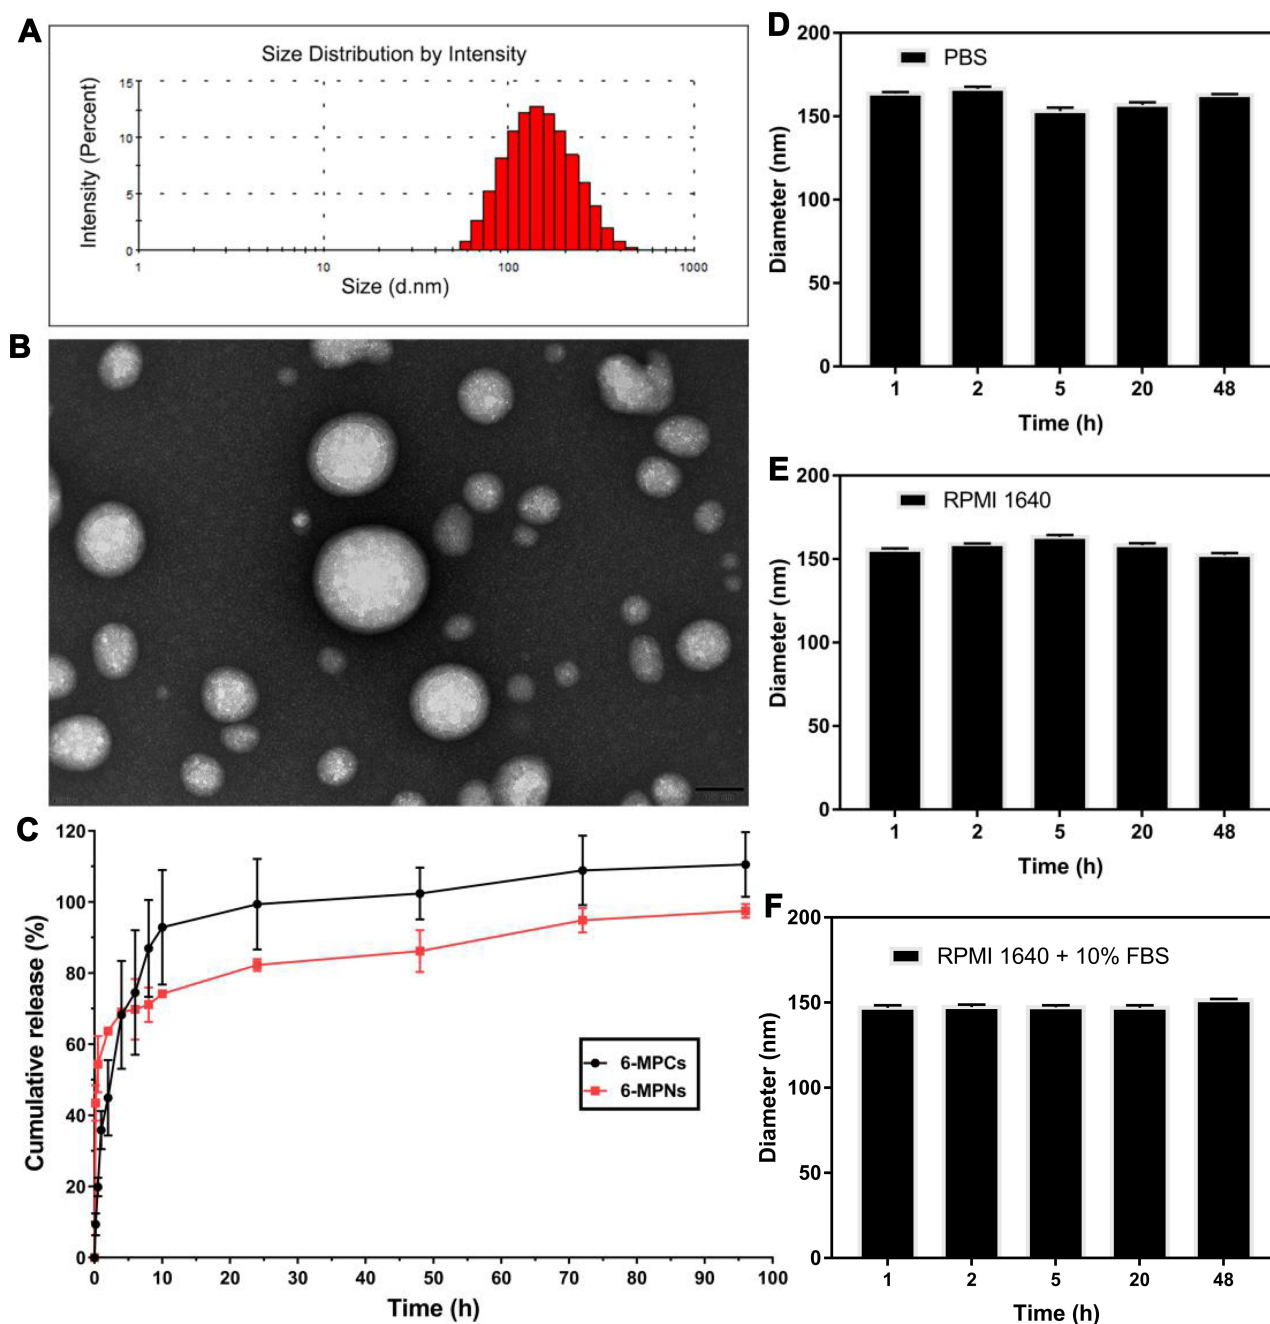 A
Size Distribution by Intensity
Intensity (Percent)
15
10
5
0
1
10
100
1000
Size (d.nm)
B
C
Cumulative release (%)
120
100
80
60
40
20
0
6-MPCs
6-MPNs
0 10 20 30 40 50 60 70 80 90 100
Time (h)
D
Diameter (nm)
200
150
100
50
0
PBS
1 2 5 20 48
Time (h)
E
Diameter (nm)
200
150
100
50
0
RPMI 1640
1 2 5 20 48
Time (h)
F
Diameter (nm)
200
150
100
50
0
RPMI 1640 + 10% FBS
1 2 5 20 48
Time (h)